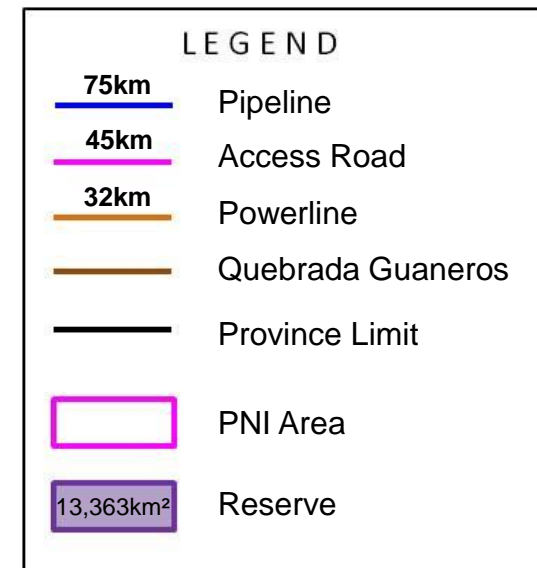 LEGEND
75km
Pipeline
45km
Access Road
32km
Powerline
Quebrada Guaneros
Province Limit
PNI Area
13,363km² Reserve